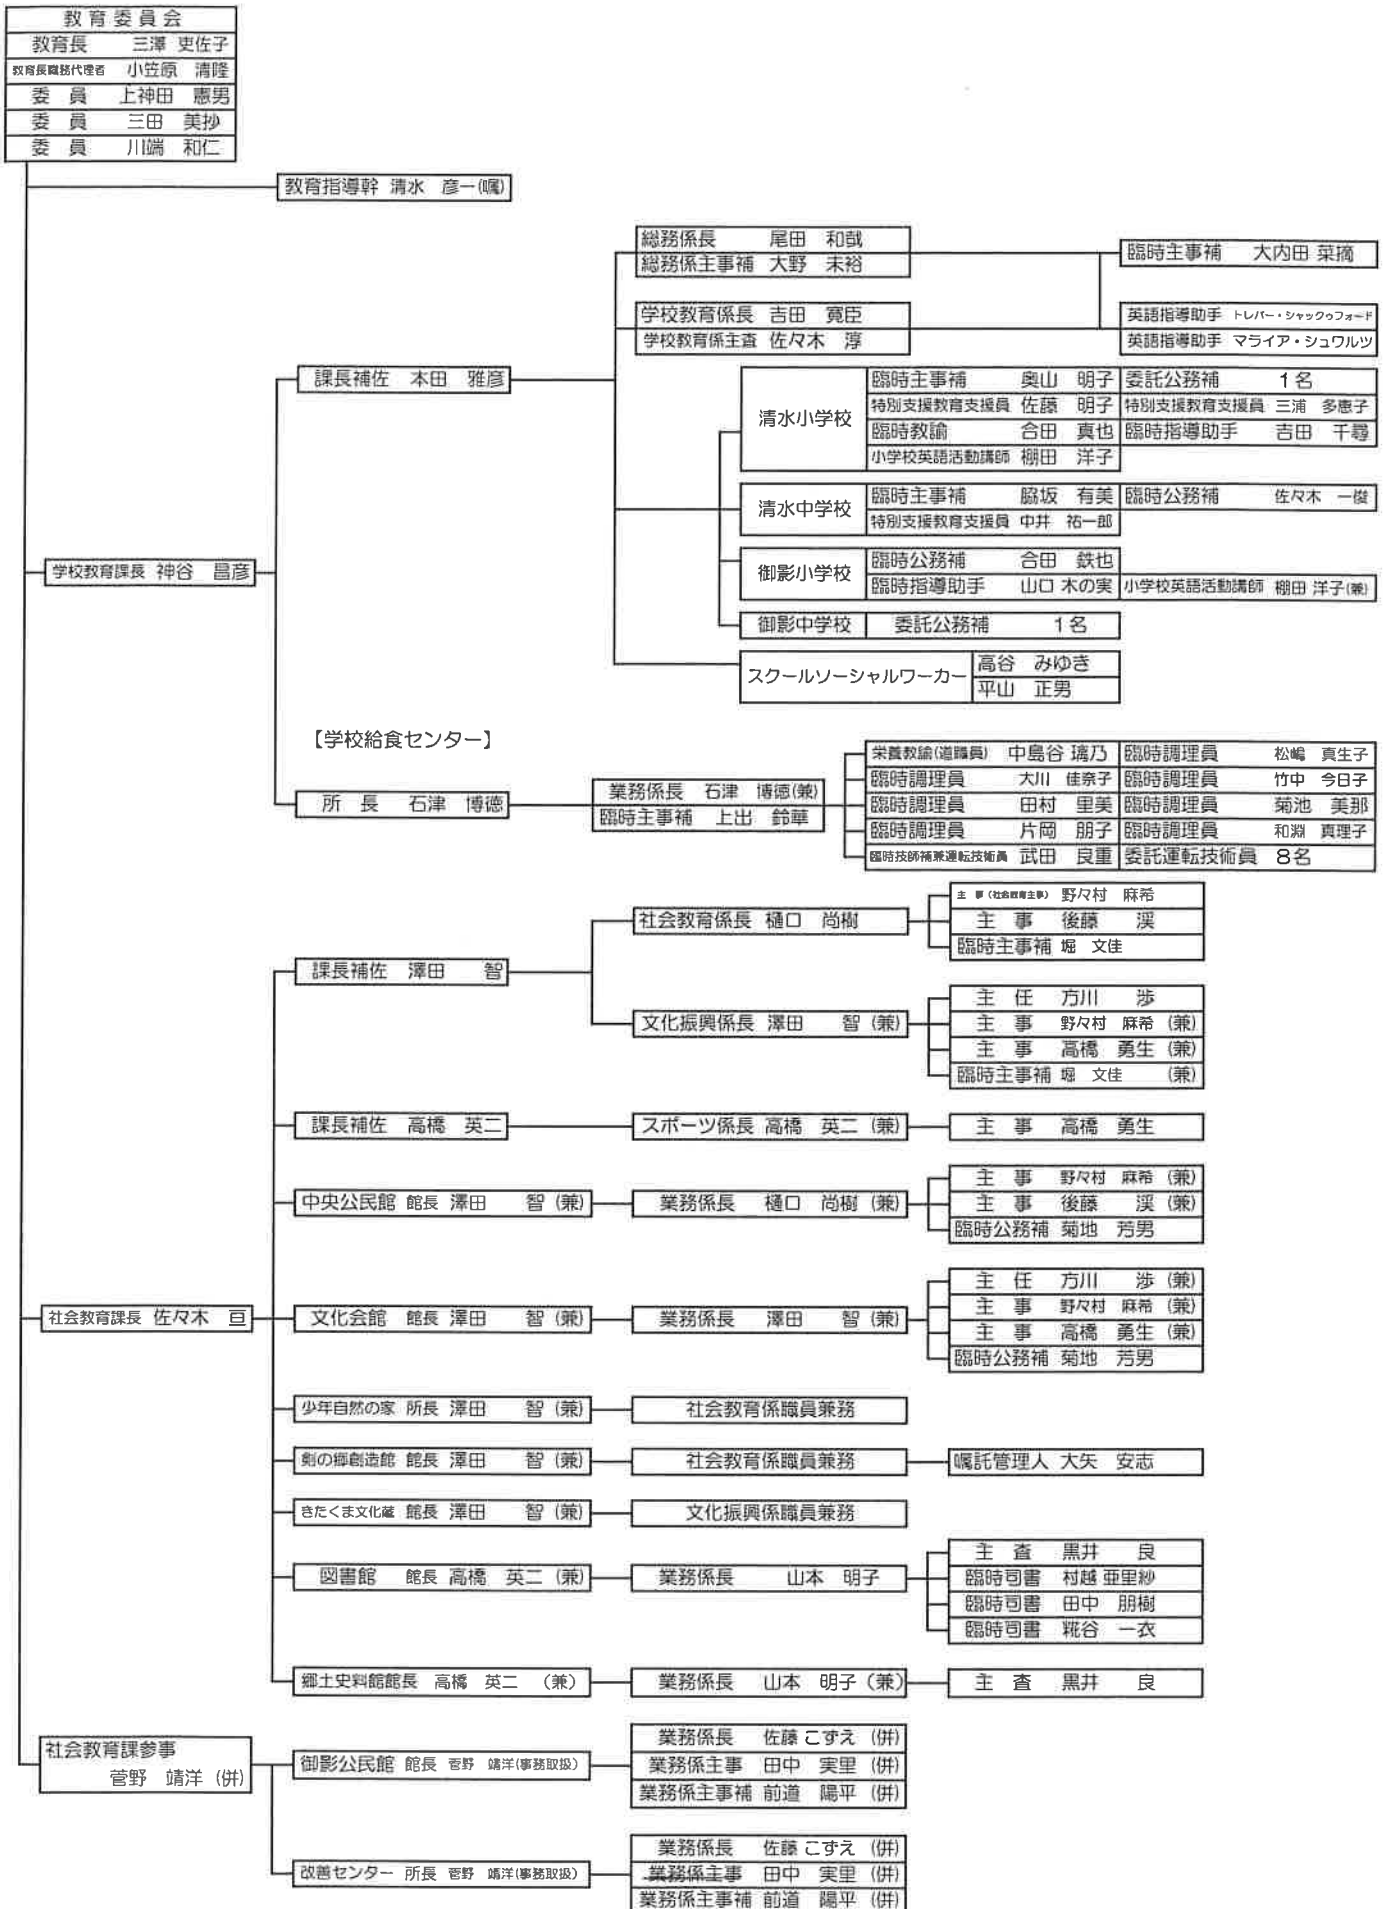 教育委員会
教育長 三澤 吏佐子
教育長職務代理者 小笠原 清隆
委 員 上神田 憲男
委 員 三田 美抄
委 員 川端 和仁
教育指導幹 清水 彦一(嘱)
総務係長 尾田 和哉
総務係主事補 大野 未裕
臨時主事補 大内田 菜摘
学校教育係長 吉田 寛臣
学校教育係主査 佐々木 淳
英語指導助手 トレバー・シャックゥフォード
英語指導助手 マライア・シュワルツ
課長補佐 本田 雅彦
清水小学校
臨時主事補 奥山 明子 委託公務補 1名
特別支援教育支援員 佐藤 明子 特別支援教育支援員 三浦 多恵子
臨時教諭 合田 真也 臨時指導助手 吉田 千尋
小学校英語活動講師 棚田 洋子
清水中学校
臨時主事補 脇坂 有美 臨時公務補 佐々木 一俊
特別支援教育支援員 中井 祐一郎
学校教育課長 神谷 昌彦
御影小学校
臨時公務補 合田 鉄也
臨時指導助手 山口 木の実 小学校英語活動講師 棚田 洋子(兼)
御影中学校 委託公務補 1名
スクールソーシャルワーカー
高谷 みゆき
平山 正男
【学校給食センター】
所 長 石津 博徳
業務係長 石津 博徳(兼)
臨時主事補 上出 鈴華
栄養教諭(道職員) 中島谷 璃乃 臨時調理員 松嶋 真生子
臨時調理員 大川 佳奈子 臨時調理員 竹中 今日子
臨時調理員 田村 里美 臨時調理員 菊池 美那
臨時調理員 片岡 朋子 臨時調理員 和淵 真理子
臨時技師補兼運転技術員 武田 良重 委託運転技術員 8名
課長補佐 澤田 智
社会教育係長 樋口 尚樹
主 事(社会教育主事) 野々村 麻希
主 事 後藤 渓
臨時主事補 堀 文佳
文化振興係長 澤田 智(兼)
主 任 方川 渉
主 事 野々村 麻希(兼)
主 事 高橋 勇生(兼)
臨時主事補 堀 文佳 (兼)
課長補佐 高橋 英二
スポーツ係長 高橋 英二(兼)
主 事 高橋 勇生
中央公民館 館長 澤田 智(兼)
業務係長 樋口 尚樹(兼)
主 事 野々村 麻希(兼)
主 事 後藤 渓(兼)
臨時公務補 菊地 芳男
社会教育課長 佐々木 亘
文化会館 館長 澤田 智(兼)
業務係長 澤田 智(兼)
主 任 方川 渉(兼)
主 事 野々村 麻希(兼)
主 事 高橋 勇生(兼)
臨時公務補 菊地 芳男
少年自然の家 所長 澤田 智(兼)
社会教育係職員兼務
剣の郷創造館 館長 澤田 智(兼)
社会教育係職員兼務
嘱託管理人 大矢 安志
きたくま文化蔵 館長 澤田 智(兼)
文化振興係職員兼務
図書館 館長 高橋 英二(兼)
業務係長 山本 明子
主 査 黒井 良
臨時司書 村越 亜里紗
臨時司書 田中 朋樹
臨時司書 糀谷 一衣
郷土史料館館長 高橋 英二 (兼)
業務係長 山本 明子(兼)
主 査 黒井 良
社会教育課参事
菅野 靖洋(併)
御影公民館 館長 菅野 靖洋(事務取扱)
業務係長 佐藤 こずえ(併)
業務係主事 田中 実里(併)
業務係主事補 前道 陽平(併)
改善センター 所長 菅野 靖洋(事務取扱)
業務係長 佐藤 こずえ(併)
業務係主事 田中 実里(併)
業務係主事補 前道 陽平(併)